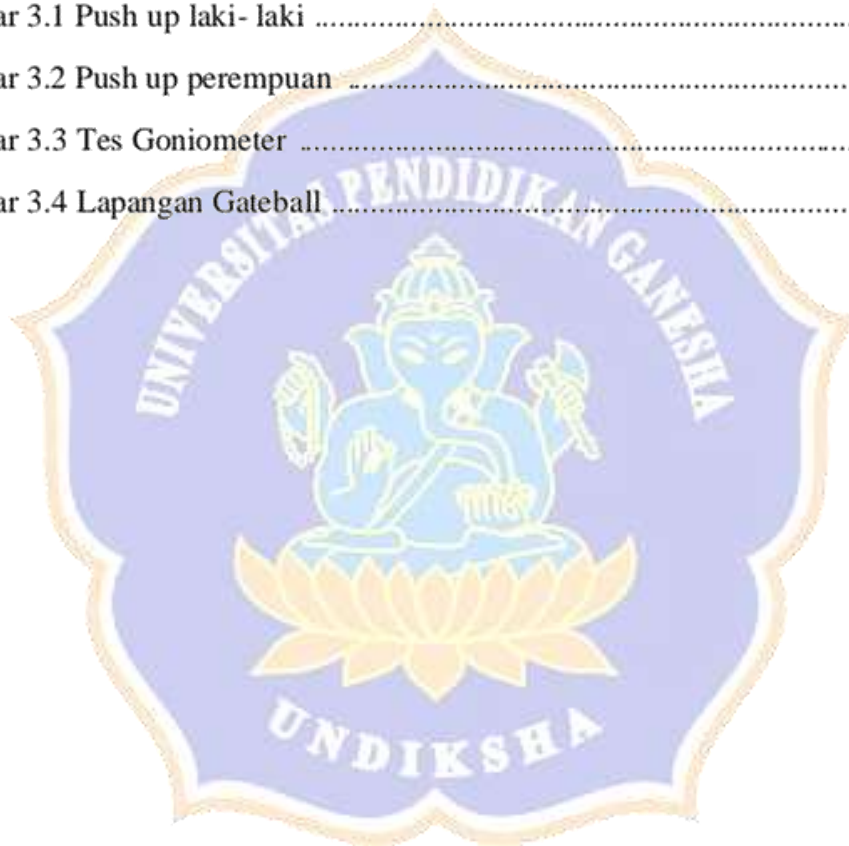 ar 3.1 Push up laki- laki ........................................................................
ar 3.2 Push up perempuan ....................................................................
ar 3.3 Tes Goniometer ..........................................................................
ar 3.4 Lapangan Gateball ......................................................................
UNIVERSITAS PENDIDIKAN GANESHA
UNDIKSHA